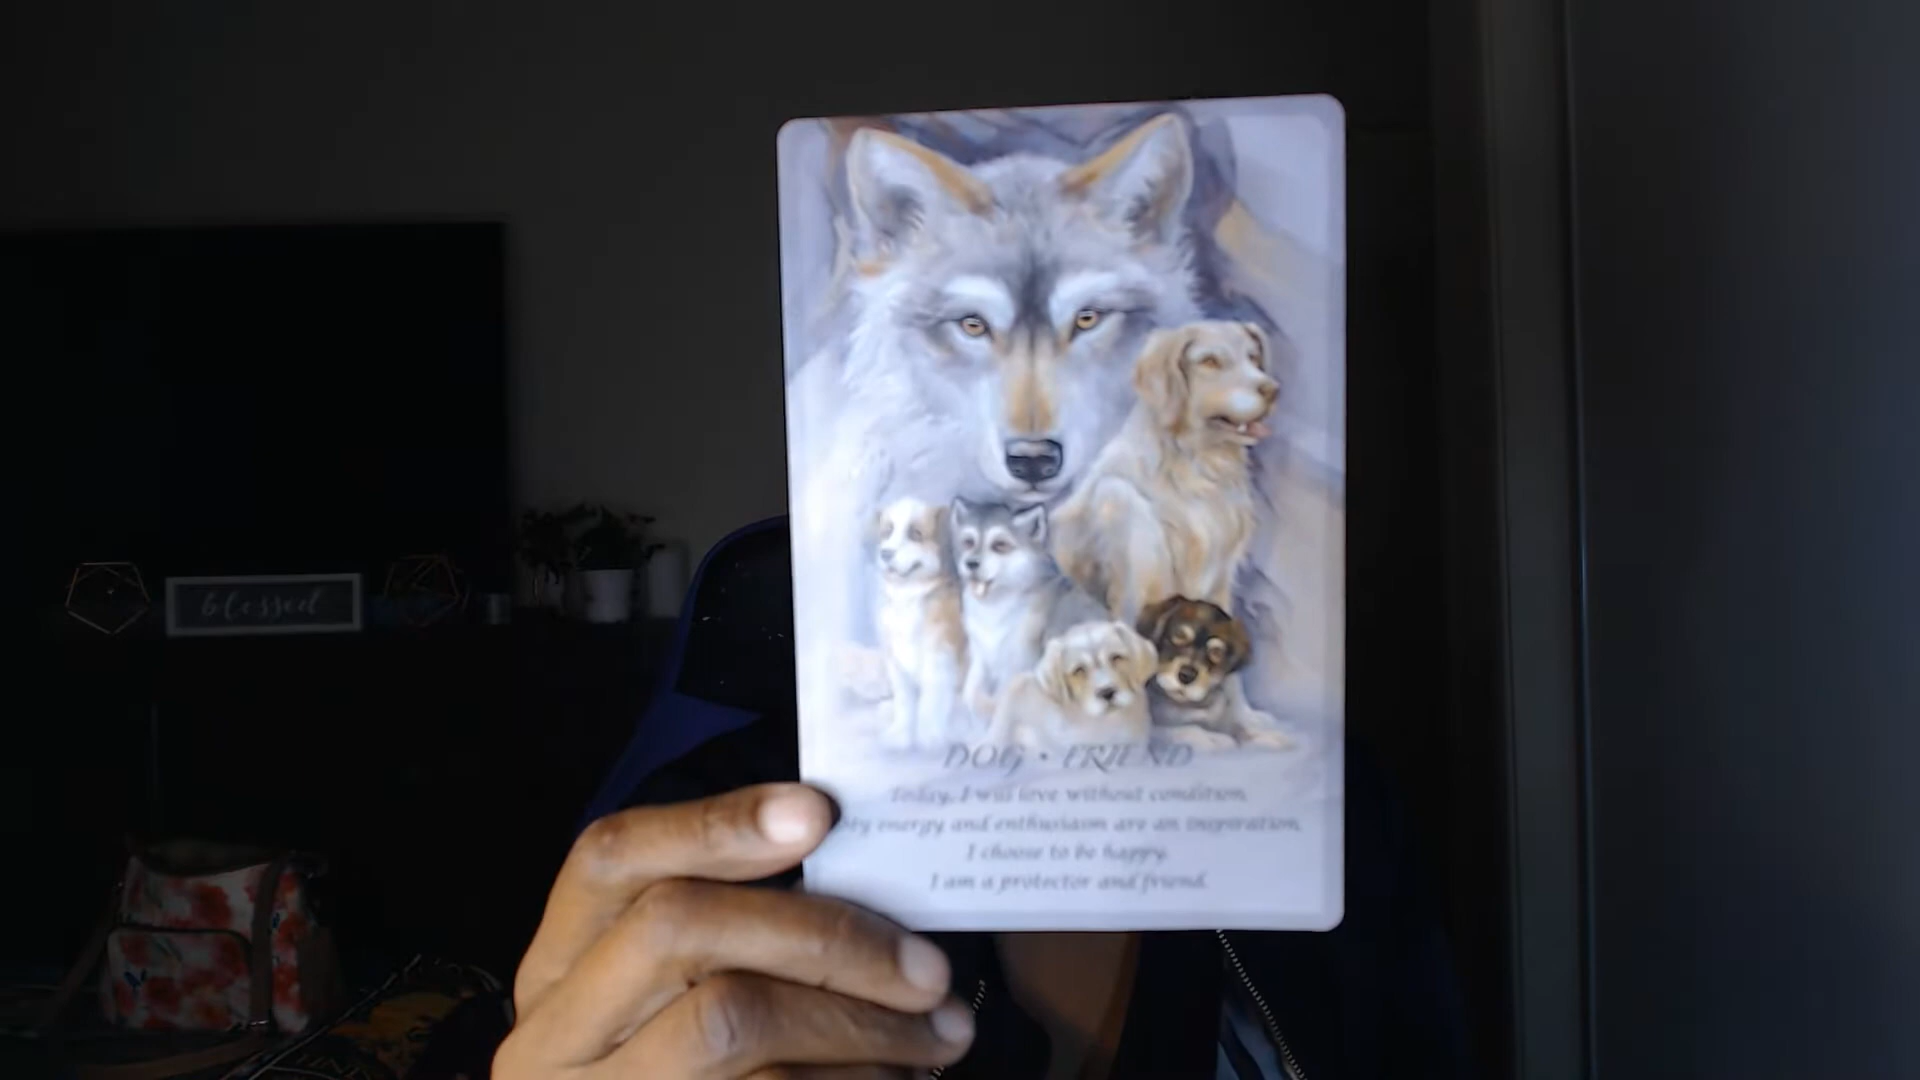 blessed
DOG • FRIEND
Today, I will love without condition.
My energy and enthusiasm are an inspiration.
I choose to be happy.
I am a protector and friend.